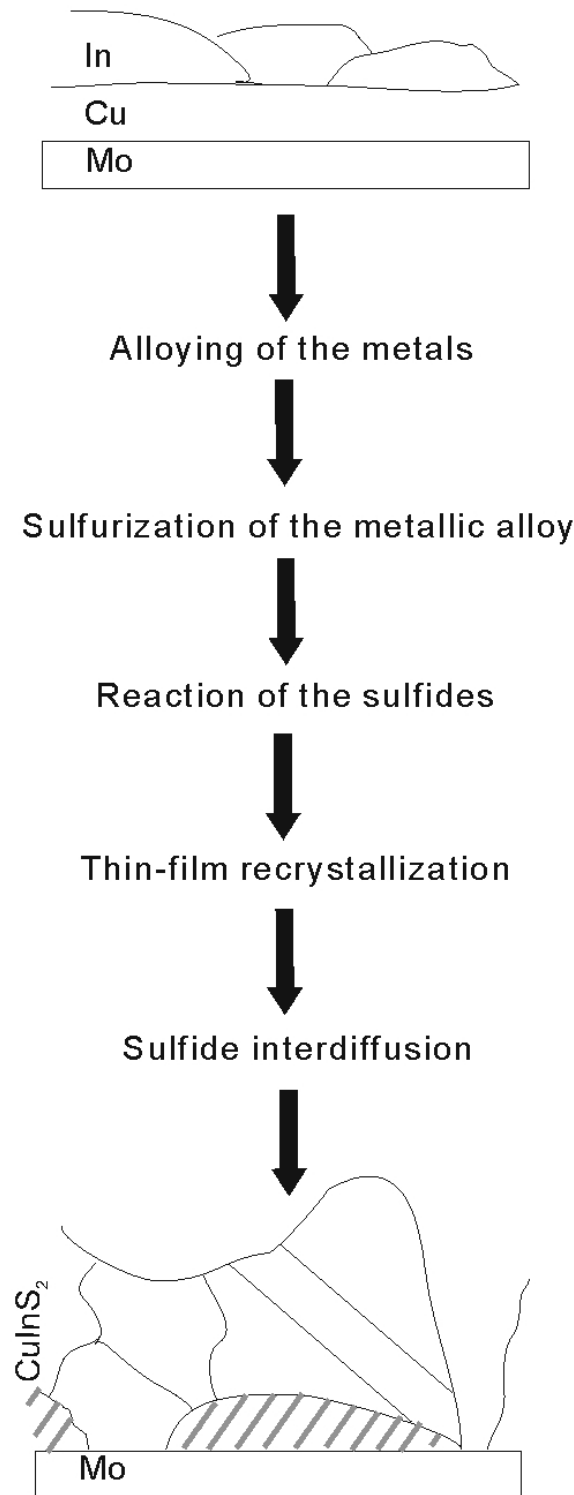 In
Cu
Mo
Alloying of the metals
Sulfurization of the metallic alloy
Reaction of the sulfides
Thin-film recrystallization
Sulfide interdiffusion
CuInS₂
Mo